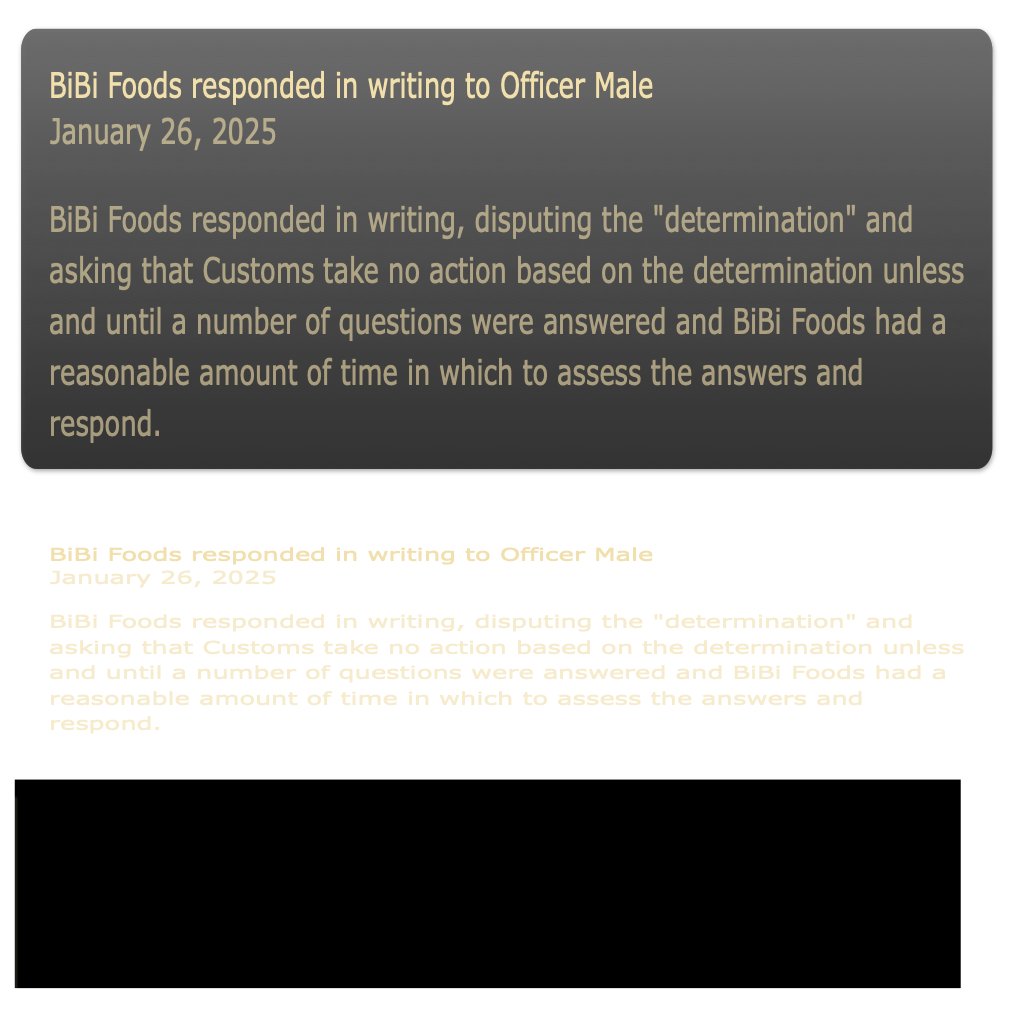 BiBi Foods responded in writing to Officer Male
January 26, 2025
BiBi Foods responded in writing, disputing the "determination" and
asking that Customs take no action based on the determination unless
and until a number of questions were answered and BiBi Foods had a
reasonable amount of time in which to assess the answers and
respond.
BiBi Foods responded in writing to Officer Male
January 26, 2025
BiBi Foods responded in writing, disputing the "determination" and
asking that Customs take no action based on the determination unless
and until a number of questions were answered and BiBi Foods had a
reasonable amount of time in which to assess the answers and
respond.